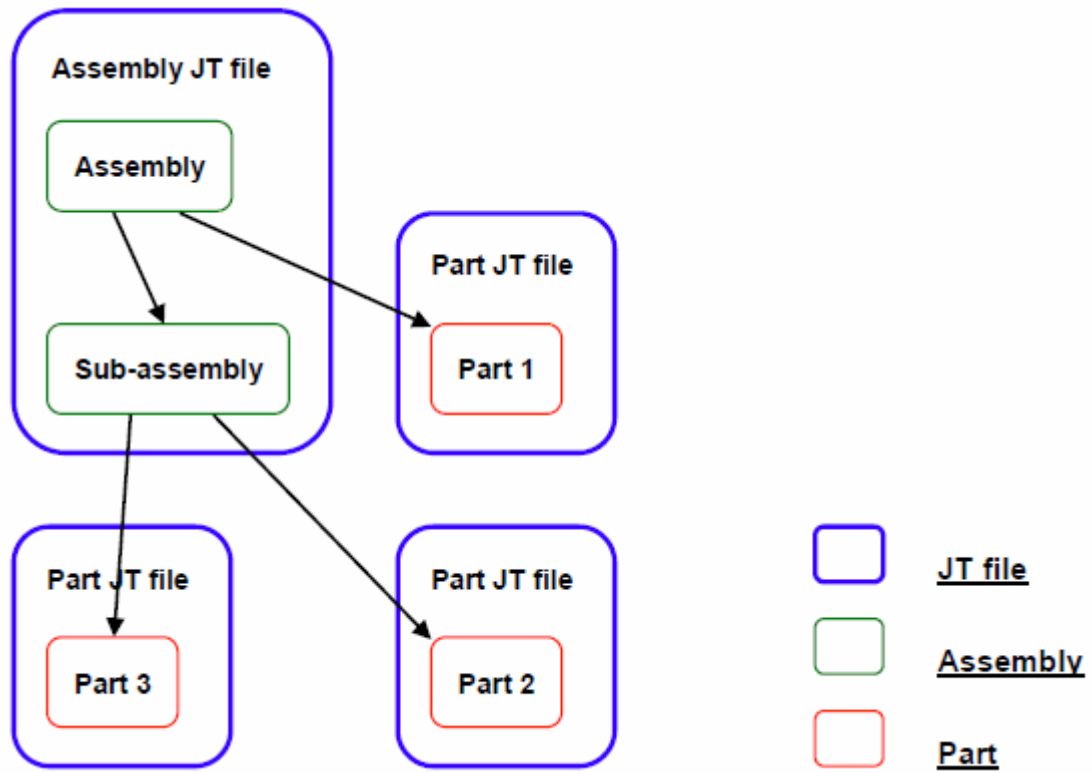 Assembly JT file
Assembly
Part JT file
Sub-assembly
Part 1
Part JT file
Part JT file
JT file
Part 3
Part 2
Assembly
Part